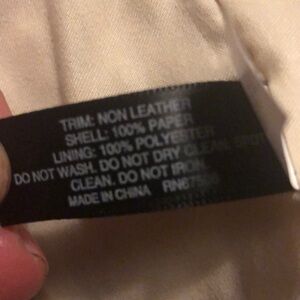 TRIM: NON LEATHER
SHELL: 100% PAPER
LINING: 100% POLYESTER
DO NOT WASH. DO NOT DRY CLEAN. SPOT
CLEAN. DO NOT IRON.
MADE IN CHINA